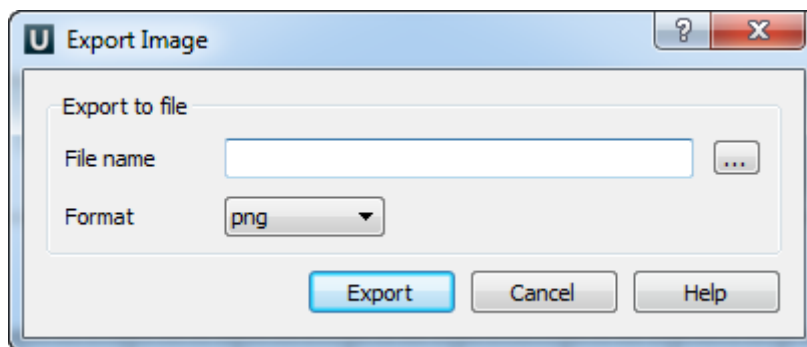 U Export Image ?
Export to file
File name ...
Format png
Export Cancel Help